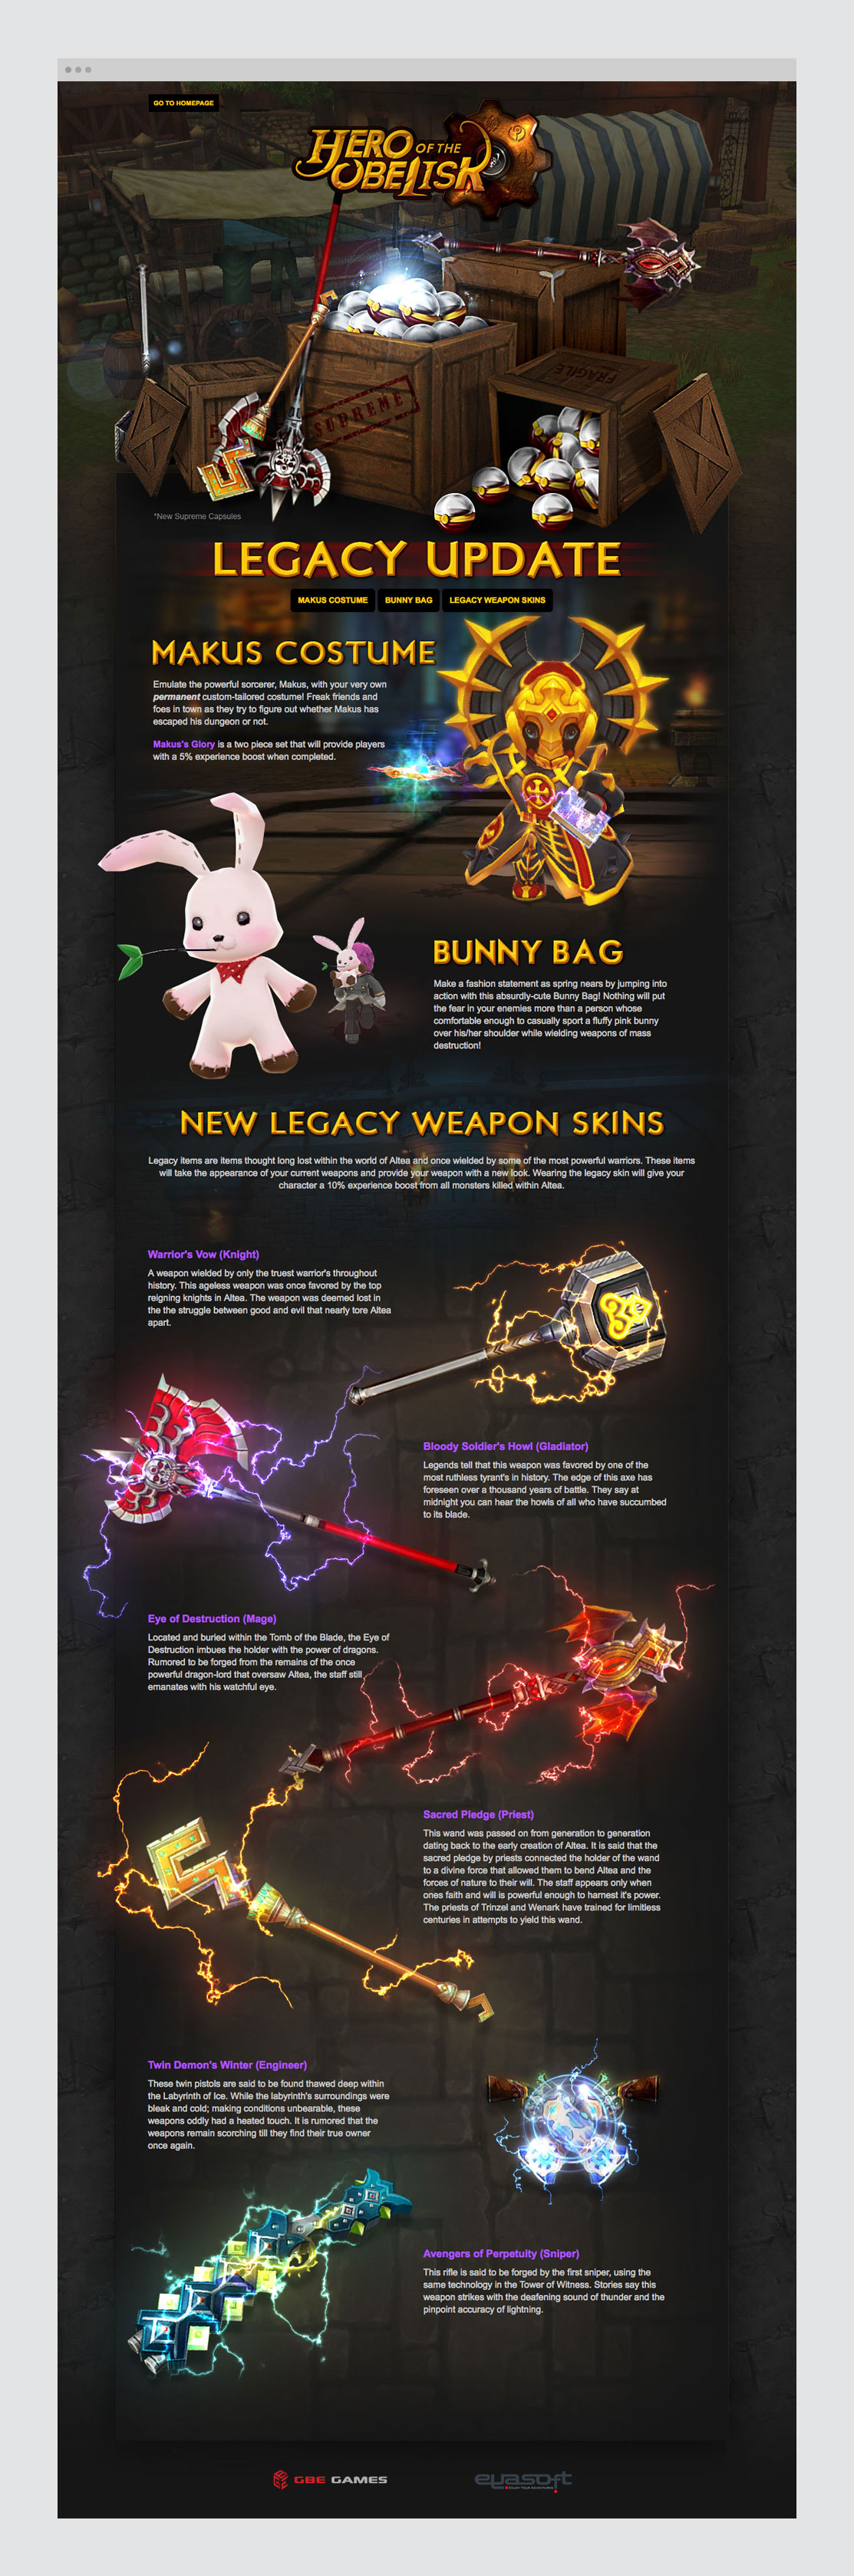 GO TO HOMEPAGE
HERO OF THE
OBELISK
SUPREME
FRAGILE
*New Supreme Capsules
LEGACY UPDATE
MAKUS COSTUME BUNNY BAG LEGACY WEAPON SKINS
MAKUS COSTUME
Emulate the powerful sorcerer, Makus, with your very own
permanent custom-tailored costume! Freak friends and
foes in town as they try to figure out whether Makus has
escaped his dungeon or not.
Makus's Glory is a two piece set that will provide players
with a 5% experience boost when completed.
BUNNY BAG
Make a fashion statement as spring nears by jumping into
action with this absurdly-cute Bunny Bag! Nothing will put
the fear in your enemies more than a person whose
comfortable enough to casually sport a fluffy pink bunny
over his/her shoulder while wielding weapons of mass
destruction!
NEW LEGACY WEAPON SKINS
Legacy items are items thought long lost within the world of Altea and once wielded by some of the most powerful warriors. These items
will take the appearance of your current weapons and provide your weapon with a new look. Wearing the legacy skin will give your
character a 10% experience boost from all monsters killed within Altea.
Warrior's Vow (Knight)
A weapon wielded by only the truest warrior's throughout
history. This ageless weapon was once favored by the top
reigning knights in Altea. The weapon was deemed lost in
the the struggle between good and evil that nearly tore Altea
apart.
Bloody Soldier's Howl (Gladiator)
Legends tell that this weapon was favored by one of the
most ruthless tyrant's in history. The edge of this axe has
foreseen over a thousand years of battle. They say at
midnight you can hear the howls of all who have succumbed
to its blade.
Eye of Destruction (Mage)
Located and buried within the Tomb of the Blade, the Eye of
Destruction imbues the holder with the power of dragons.
Rumored to be forged from the remains of the once
powerful dragon-lord that oversaw Altea, the staff still
emanates with his watchful eye.
Sacred Pledge (Priest)
This wand was passed on from generation to generation
dating back to the early creation of Altea. It is said that the
sacred pledge by priests connected the holder of the wand
to a divine force that allowed them to bend Altea and the
forces of nature to their will. The staff appears only when
ones faith and will is powerful enough to harnest it's power.
The priests of Trinzel and Wenark have trained for limitless
centuries in attempts to yield this wand.
Twin Demon's Winter (Engineer)
These twin pistols are said to be found thawed deep within
the Labyrinth of Ice. While the labyrinth's surroundings were
bleak and cold; making conditions unbearable, these
weapons oddly had a heated touch. It is rumored that the
weapons remain scorching till they find their true owner
once again.
Avengers of Perpetuity (Sniper)
This rifle is said to be forged by the first sniper, using the
same technology in the Tower of Witness. Stories say this
weapon strikes with the deafening sound of thunder and the
pinpoint accuracy of lightning.
GBE GAMES eyasoft
ENJOY YOUR ADVENTURES